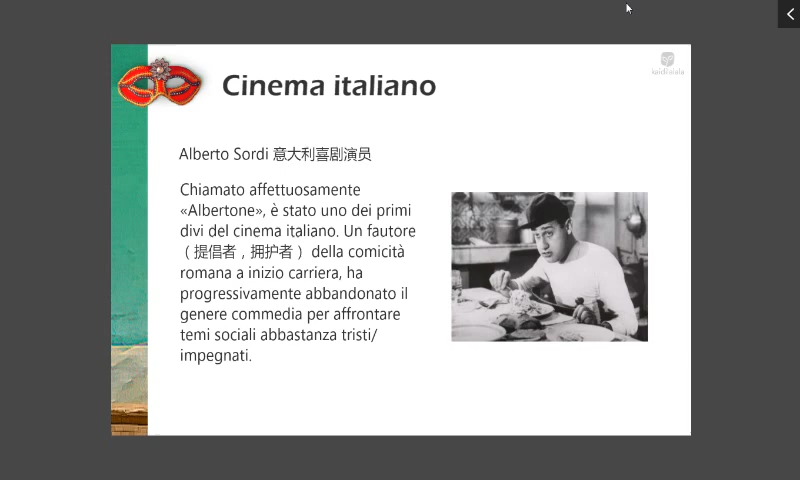 kaidialala
Cinema italiano
Alberto Sordi 意大利喜剧演员
Chiamato affettuosamente
«Albertone», è stato uno dei primi
divi del cinema italiano. Un fautore
（提倡者，拥护者） della comicità
romana a inizio carriera, ha
progressivamente abbandonato il
genere commedia per affrontare
temi sociali abbastanza tristi/
impegnati.